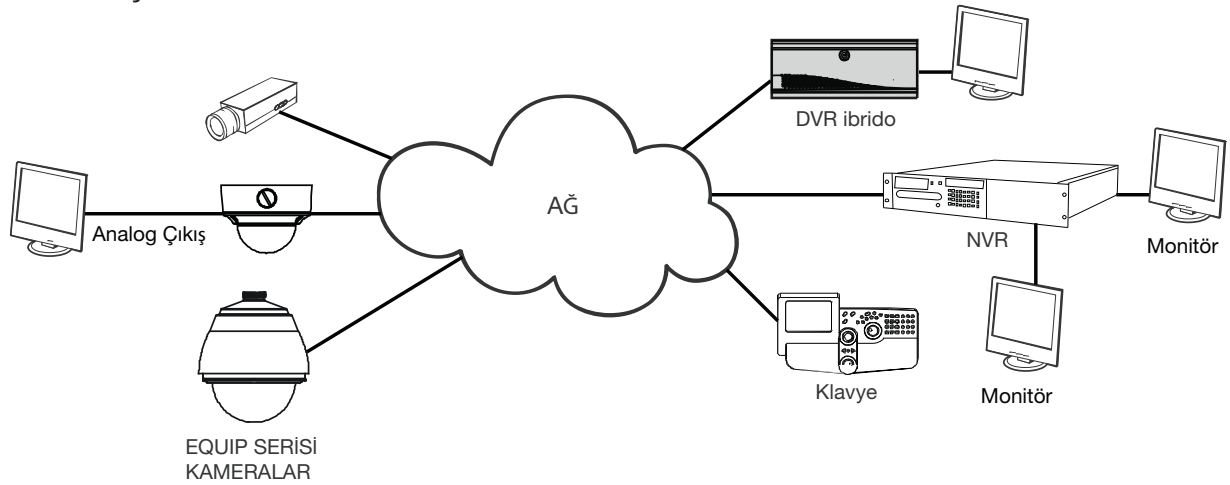 DVR ibrido
AĞ
Analog Çıkış
NVR
Monitör
Klavye
Monitör
EQUIP SERİSİ
KAMERALAR